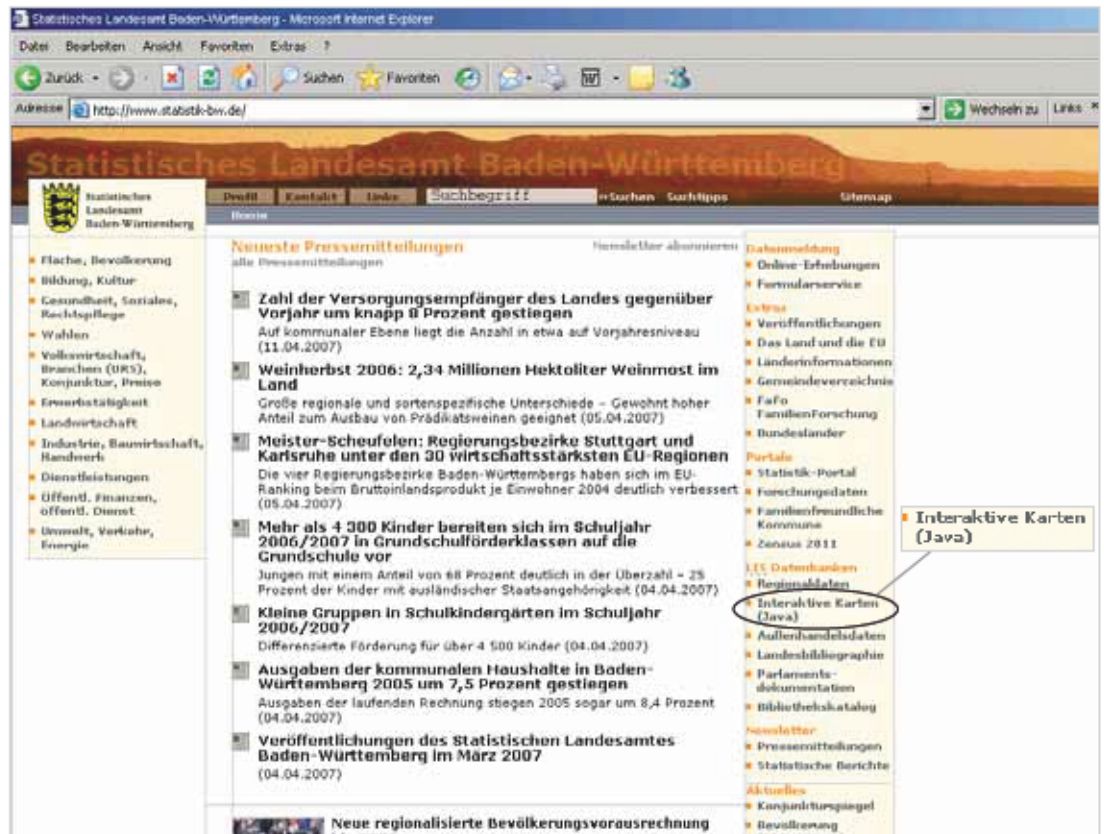 Statistisches Landesamt Baden-Württemberg - Microsoft Internet Explorer
Datei Bearbeiten Ansicht Favoriten Extras ?
Zurück Suchen Favoriten
Adresse http://www.statistik-bw.de/ Wechseln zu Links
Statistisches Landesamt Baden-Württemberg
Statistisches
Landesamt
Baden-Württemberg
Profil Kontakt Links Suchbegriff Suchen Suchtipps Sitemap
Home
Fläche, Bevölkerung
Bildung, Kultur
Gesundheit, Soziales,
Rechtspflege
Wahlen
Volkswirtschaft,
Branchen (URS),
Konjunktur, Preise
Erwerbstätigkeit
Landwirtschaft
Industrie, Bauwirtschaft,
Handwerk
Dienstleistungen
Öffentl. Finanzen,
öffentl. Dienst
Umwelt, Verkehr,
Energie
Neueste Pressemitteilungen Newsletter abonnieren
alle Pressemitteilungen
Zahl der Versorgungsempfänger des Landes gegenüber
Vorjahr um knapp 8 Prozent gestiegen
Auf kommunaler Ebene liegt die Anzahl in etwa auf Vorjahresniveau
(11.04.2007)
Weinherbst 2006: 2,34 Millionen Hektoliter Weinmost im
Land
Große regionale und sortenspezifische Unterschiede – Gewohnt hoher
Anteil zum Ausbau von Prädikatsweinen geeignet (05.04.2007)
Meister-Scheufelen: Regierungsbezirke Stuttgart und
Karlsruhe unter den 30 wirtschaftsstärksten EU-Regionen
Die vier Regierungsbezirke Baden-Württembergs haben sich im EU-
Ranking beim Bruttoinlandsprodukt je Einwohner 2004 deutlich verbessert
(05.04.2007)
Mehr als 4 300 Kinder bereiten sich im Schuljahr
2006/2007 in Grundschulförderklassen auf die
Grundschule vor
Jungen mit einem Anteil von 68 Prozent deutlich in der Überzahl – 25
Prozent der Kinder mit ausländischer Staatsangehörigkeit (04.04.2007)
Kleine Gruppen in Schulkindergärten im Schuljahr
2006/2007
Differenzierte Förderung für über 4 500 Kinder (04.04.2007)
Ausgaben der kommunalen Haushalte in Baden-
Württemberg 2005 um 7,5 Prozent gestiegen
Ausgaben der laufenden Rechnung stiegen 2005 sogar um 8,4 Prozent
(04.04.2007)
Veröffentlichungen des Statistischen Landesamtes
Baden-Württemberg im März 2007
(04.04.2007)
Neue regionalisierte Bevölkerungsvorausrechnung
Datenmeldung
Online-Erhebungen
Formularservice
Extras
Veröffentlichungen
Das Land und die EU
Länderinformationen
Gemeindeverzeichnis
FaFo
FamilienForschung
Bundesländer
Portale
Statistik-Portal
Forschungsdaten
Familienfreundliche
Kommune
Zensus 2011
LIS Datenbanken
Regionaldaten
Interaktive Karten
(Java)
Außenhandelsdaten
Landesbibliographie
Parlaments-
dokumentation
Bibliothekskatalog
Newsletter
Pressemitteilungen
Statistische Berichte
Aktuelles
Konjunkturspiegel
Bevölkerung
Interaktive Karten
(Java)